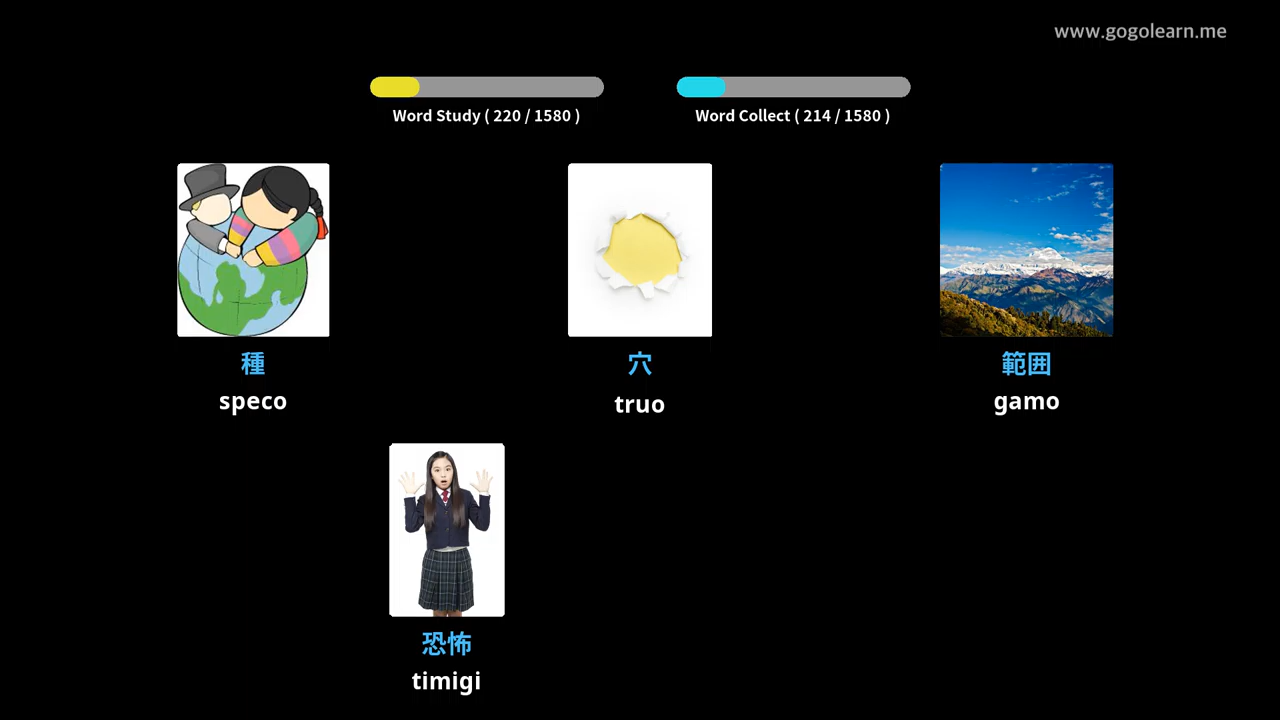 www.gogolearn.me
Word Study ( 220 / 1580 )
Word Collect ( 214 / 1580 )
種
speco
穴
truo
範囲
gamo
恐怖
timigi